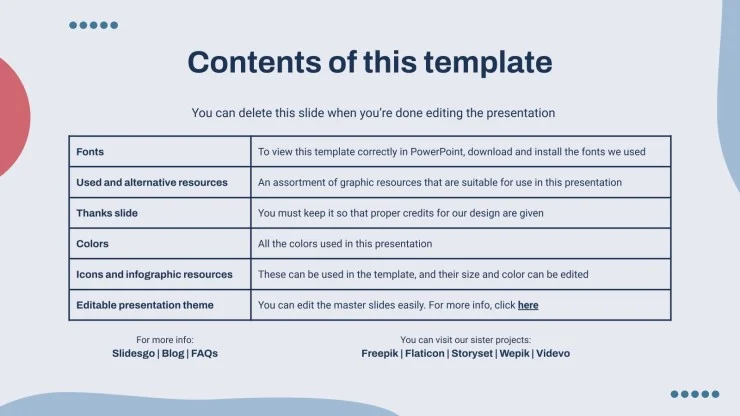 Contents of this template
You can delete this slide when you’re done editing the presentation
Fonts To view this template correctly in PowerPoint, download and install the fonts we used
Used and alternative resources An assortment of graphic resources that are suitable for use in this presentation
Thanks slide You must keep it so that proper credits for our design are given
Colors All the colors used in this presentation
Icons and infographic resources These can be used in the template, and their size and color can be edited
Editable presentation theme You can edit the master slides easily. For more info, click here
For more info:
Slidesgo | Blog | FAQs
You can visit our sister projects:
Freepik | Flaticon | Storyset | Wepik | Videvo